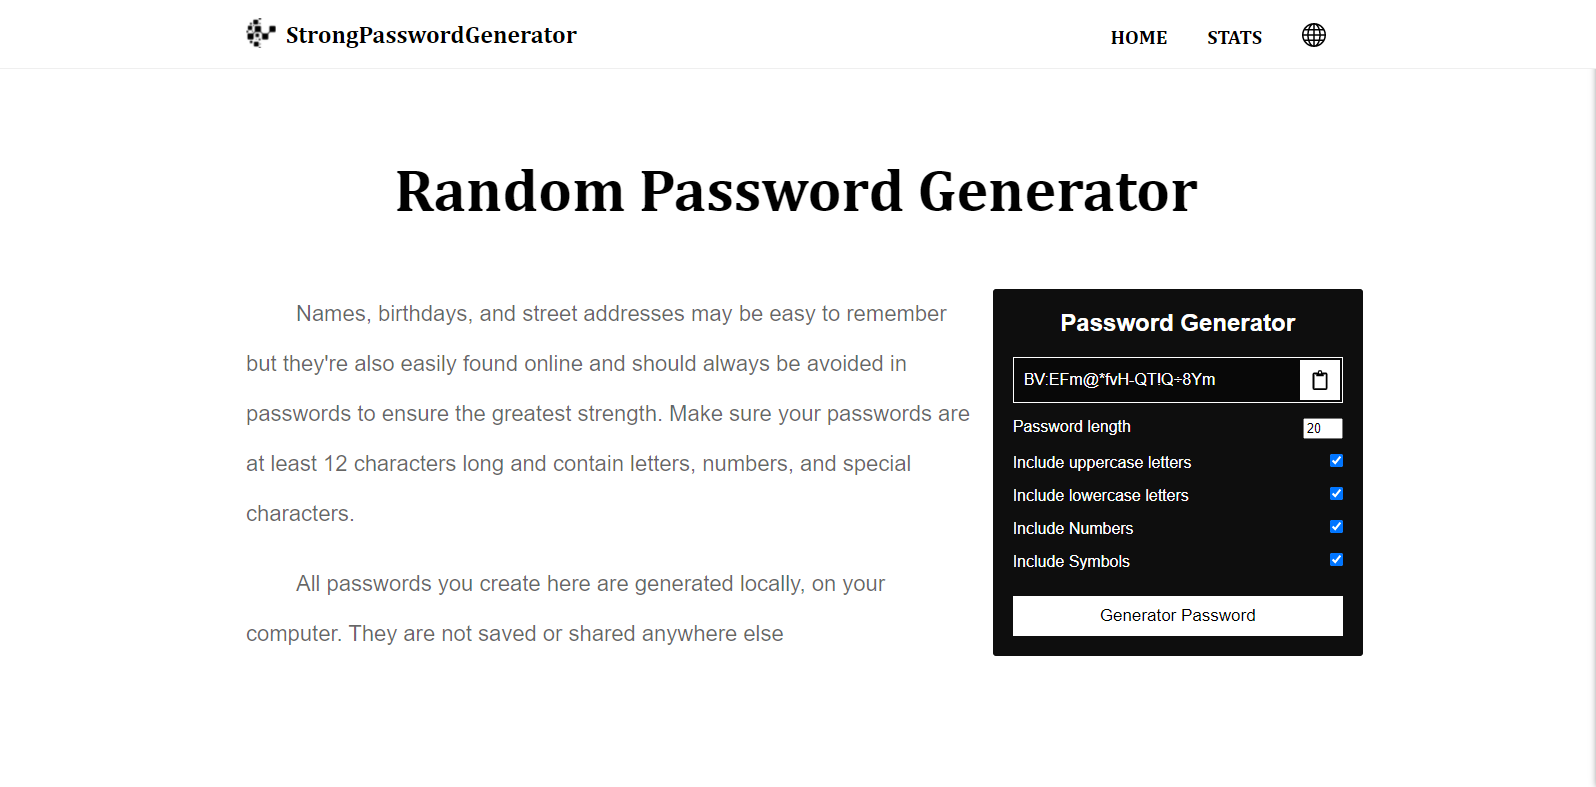 StrongPasswordGenerator
HOME
STATS
Random Password Generator
Names, birthdays, and street addresses may be easy to remember
but they're also easily found online and should always be avoided in
passwords to ensure the greatest strength. Make sure your passwords are
at least 12 characters long and contain letters, numbers, and special
characters.
All passwords you create here are generated locally, on your
computer. They are not saved or shared anywhere else
Password Generator
BV:EFm@*fvH-QT!Q÷8Ym
Password length
20
Include uppercase letters
Include lowercase letters
Include Numbers
Include Symbols
Generator Password